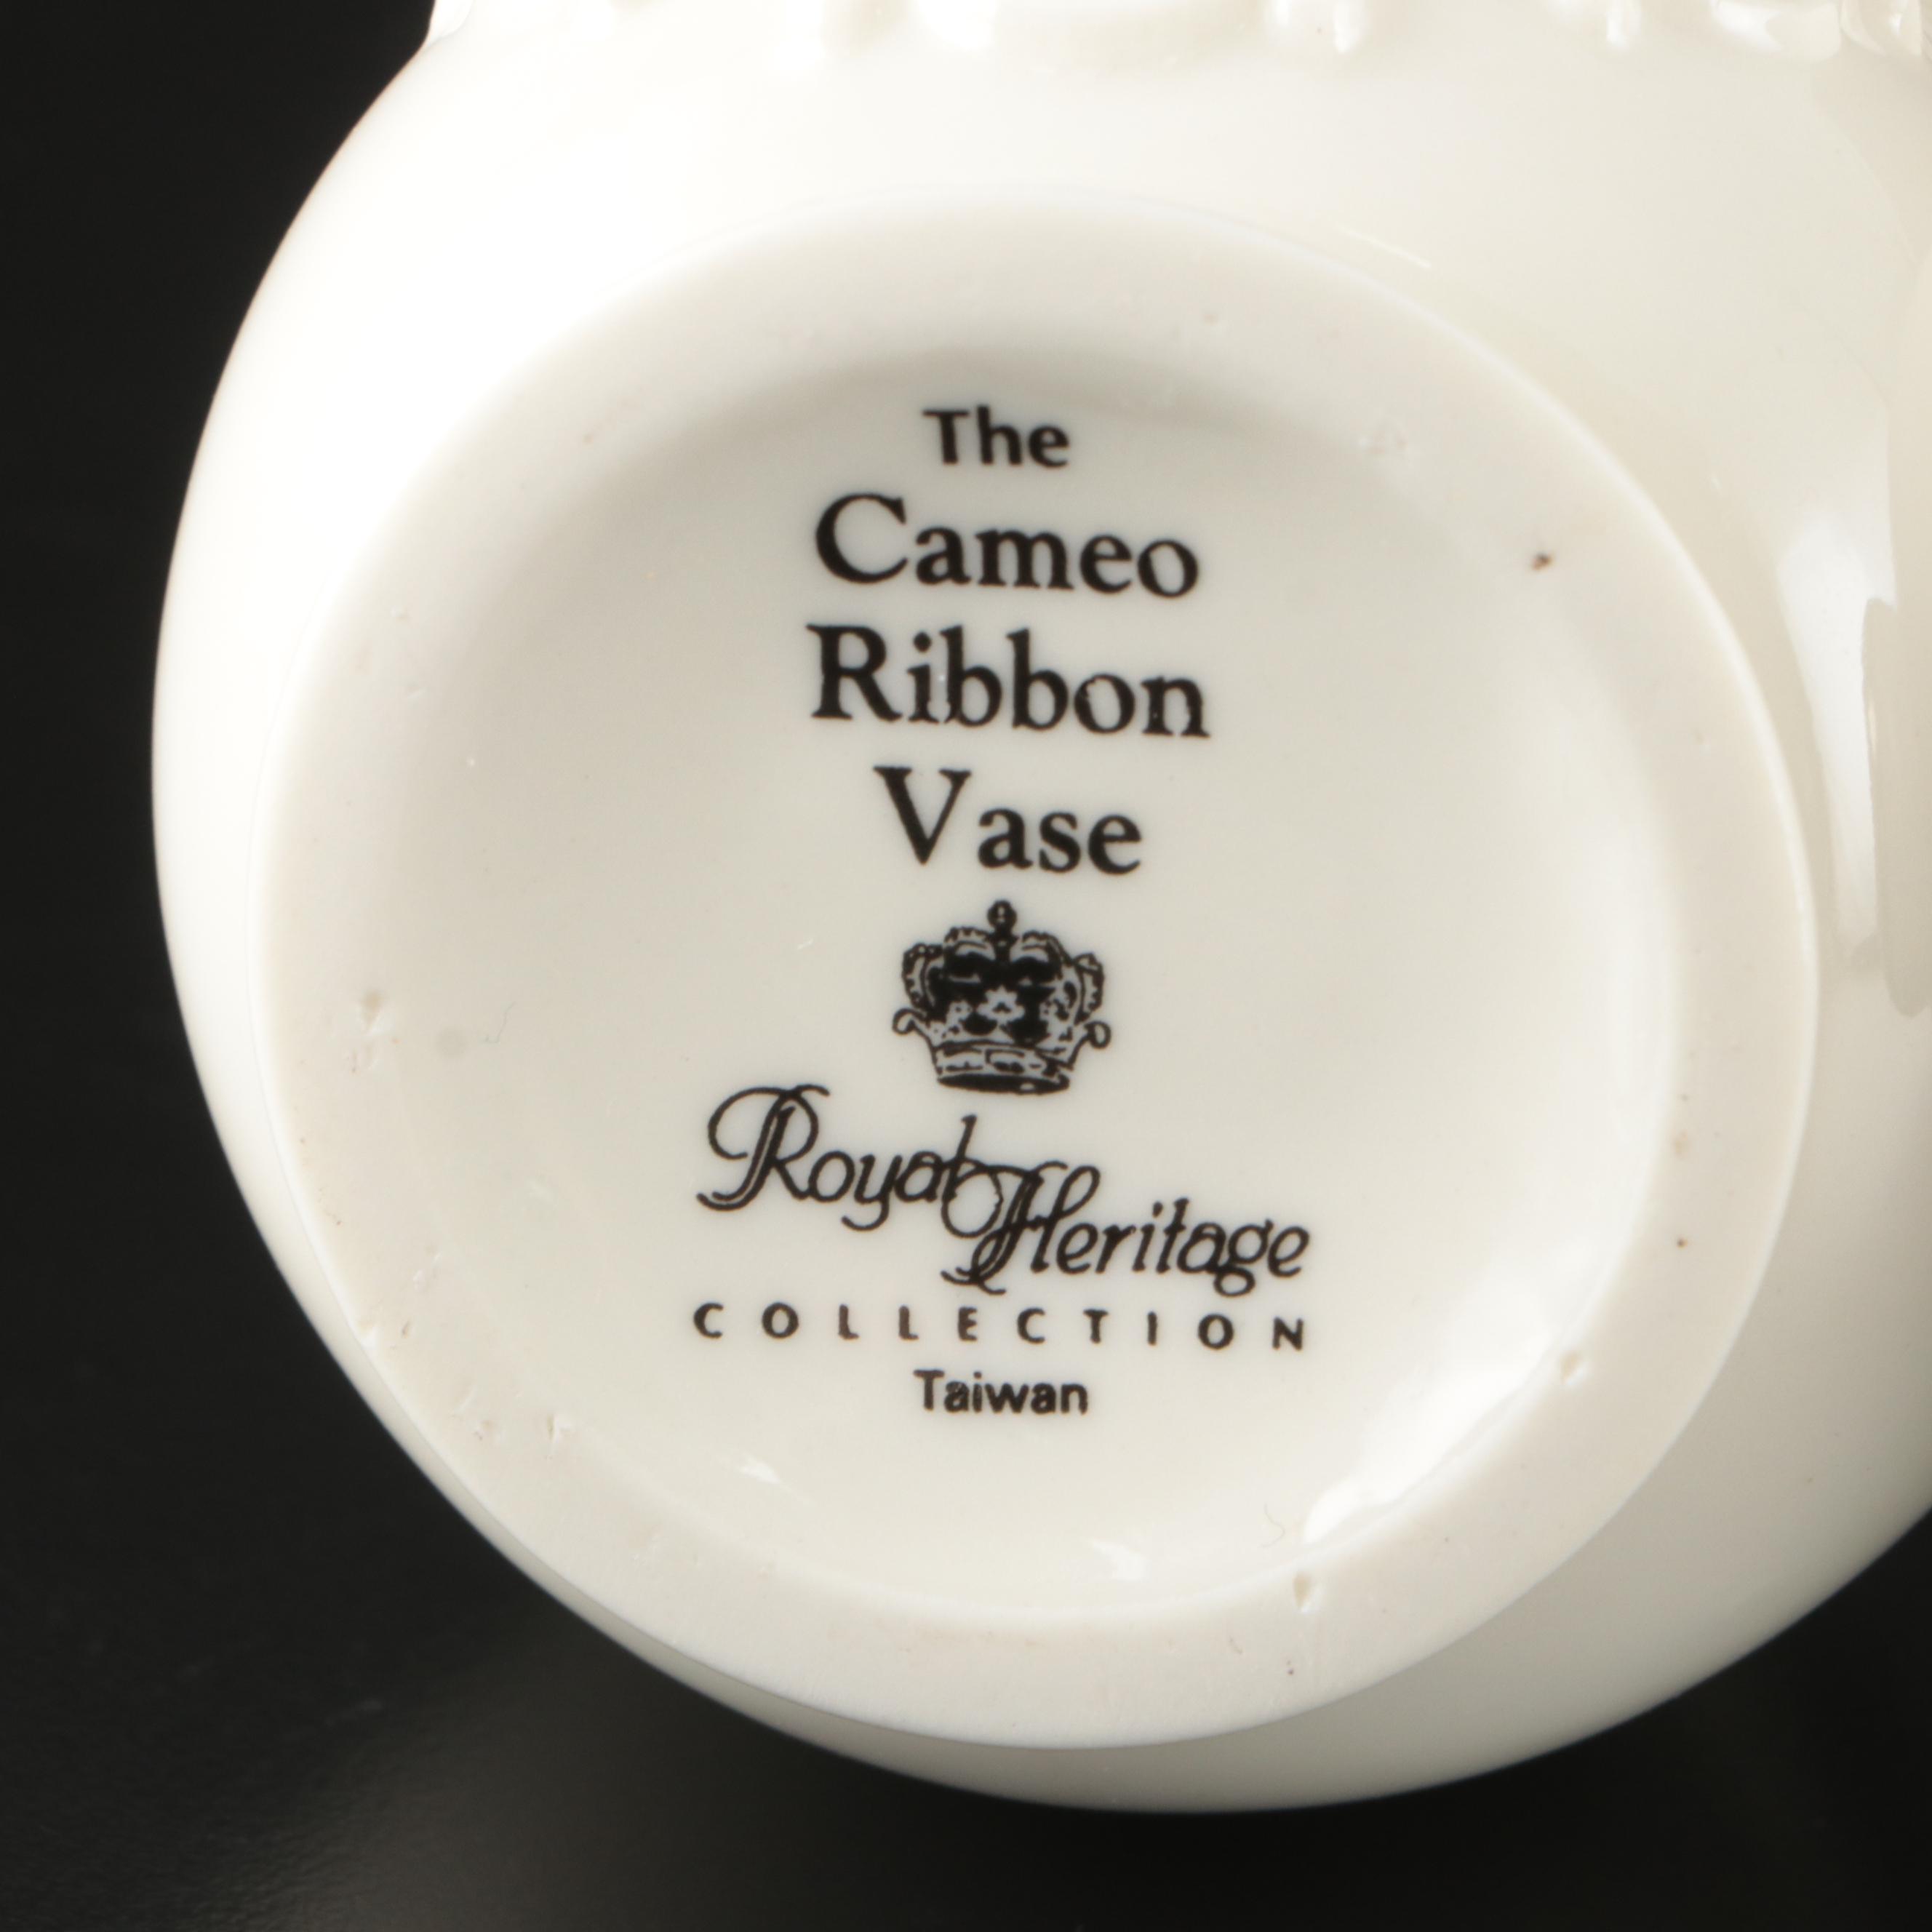 The
Cameo
Ribbon
Vase
Royal Heritage
COLLECTION
Taiwan